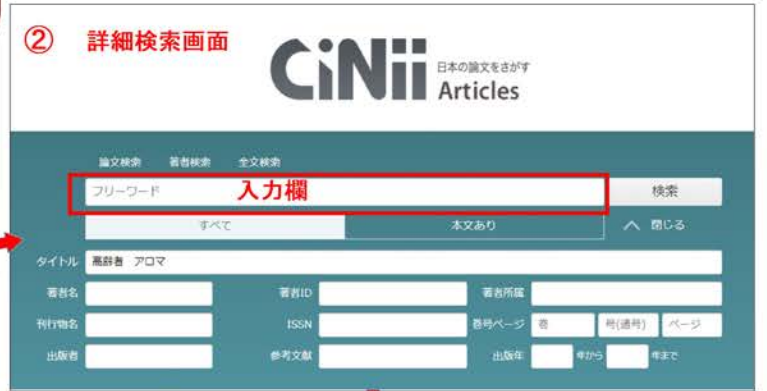 ② 詳細検索画面
CiNii 日本の論文をさがす
Articles
論文検索 著者検索 全文検索
フリーワード 入力欄 検索
すべて 本文あり 閉じる
タイトル 高齢者 アロマ
著者名 著者ID 著者所属
刊行物名 ISSN 巻号ページ 巻 号(通号) ページ
出版者 参考文献 出版年 年から 年まで